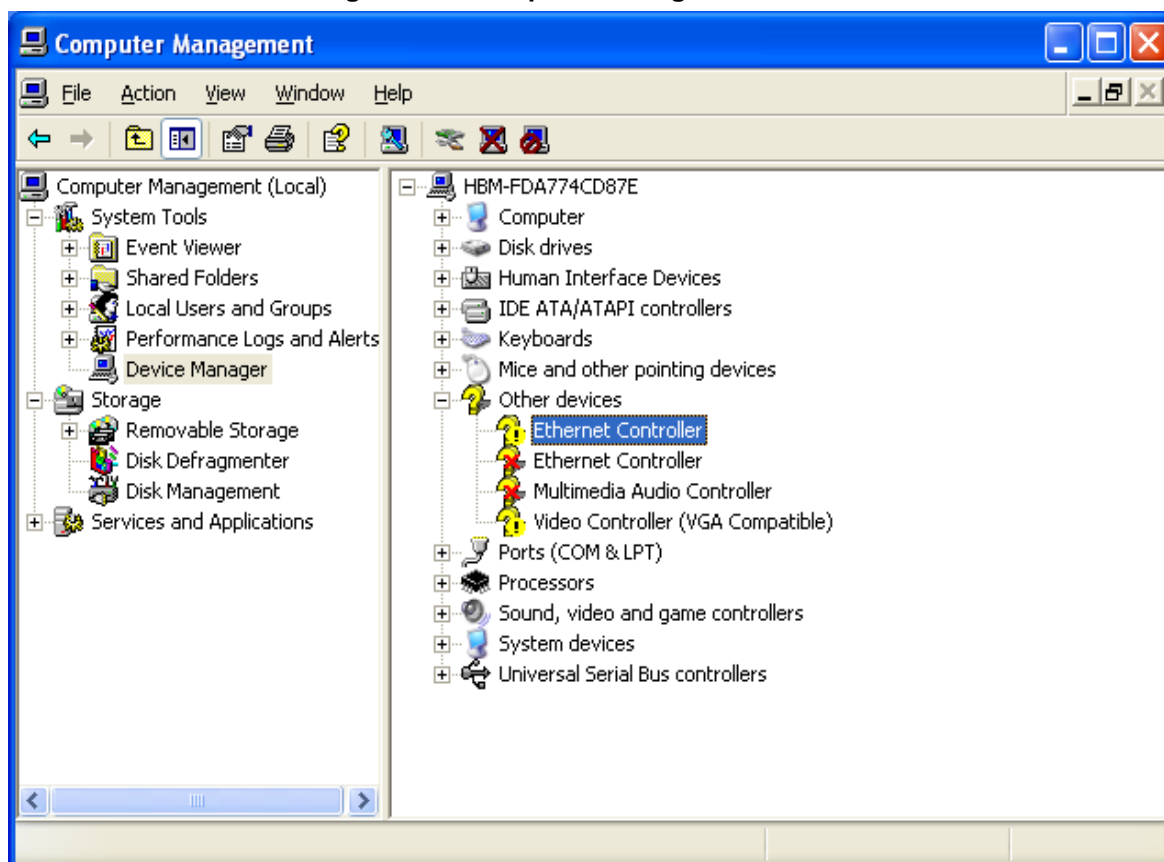 Computer Management
File Action View Window Help
Computer Management (Local)
System Tools
Event Viewer
Shared Folders
Local Users and Groups
Performance Logs and Alerts
Device Manager
Storage
Removable Storage
Disk Defragmenter
Disk Management
Services and Applications
HBM-FDA774CD87E
Computer
Disk drives
Human Interface Devices
IDE ATA/ATAPI controllers
Keyboards
Mice and other pointing devices
Other devices
Ethernet Controller
Ethernet Controller
Multimedia Audio Controller
Video Controller (VGA Compatible)
Ports (COM & LPT)
Processors
Sound, video and game controllers
System devices
Universal Serial Bus controllers